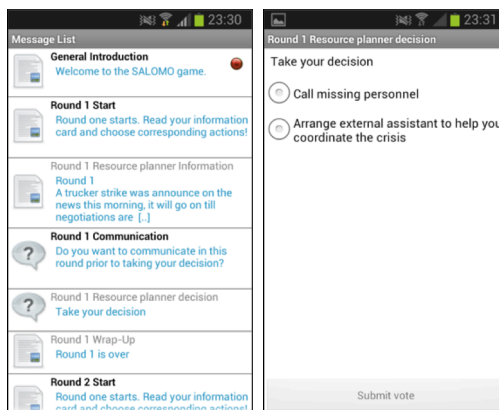 23:30
Message List
General Introduction
Welcome to the SALOMO game.
Round 1 Start
Round one starts. Read your information
card and choose corresponding actions!
Round 1 Resource planner Information
Round 1
A trucker strike was announce on the
news this morning, it will go on till
negotiations are [..]
Round 1 Communication
Do you want to communicate in this
round prior to taking your decision?
Round 1 Resource planner decision
Take your decision
Round 1 Wrap-Up
Round 1 is over
Round 2 Start
Round one starts. Read your information
card and choose corresponding actions!
23:31
Round 1 Resource planner decision
Take your decision
Call missing personnel
Arrange external assistant to help you
coordinate the crisis
Submit vote